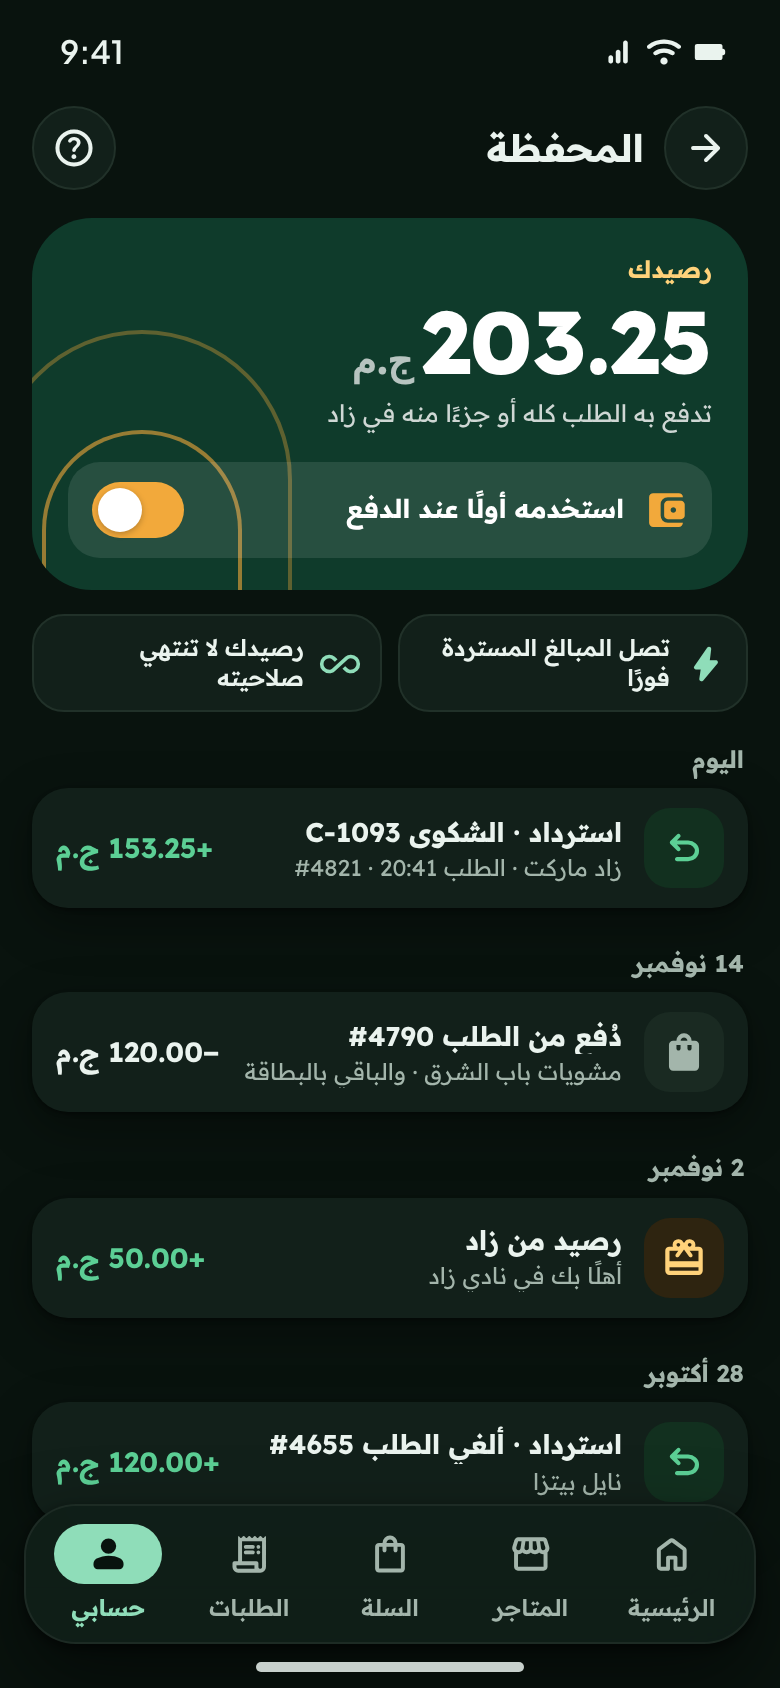 9:41
المحفظة
رصيدك
203.25 ج.م
تدفع به الطلب كله أو جزءًا منه في زاد
استخدمه أولًا عند الدفع
تصل المبالغ المستردة
فورًا
رصيدك لا تنتهي
صلاحيته
اليوم
استرداد · الشكوى C-1093
+153.25 ج.م
زاد ماركت · الطلب #4821 · 20:41
14 نوفمبر
دُفع من الطلب #4790
−120.00 ج.م
مشويات باب الشرق · والباقي بالبطاقة
2 نوفمبر
رصيد من زاد
+50.00 ج.م
أهلًا بك في نادي زاد
28 أكتوبر
استرداد · ألغي الطلب #4655
+120.00 ج.م
نايل بيتزا
الرئيسية
المتاجر
السلة
الطلبات
حسابي